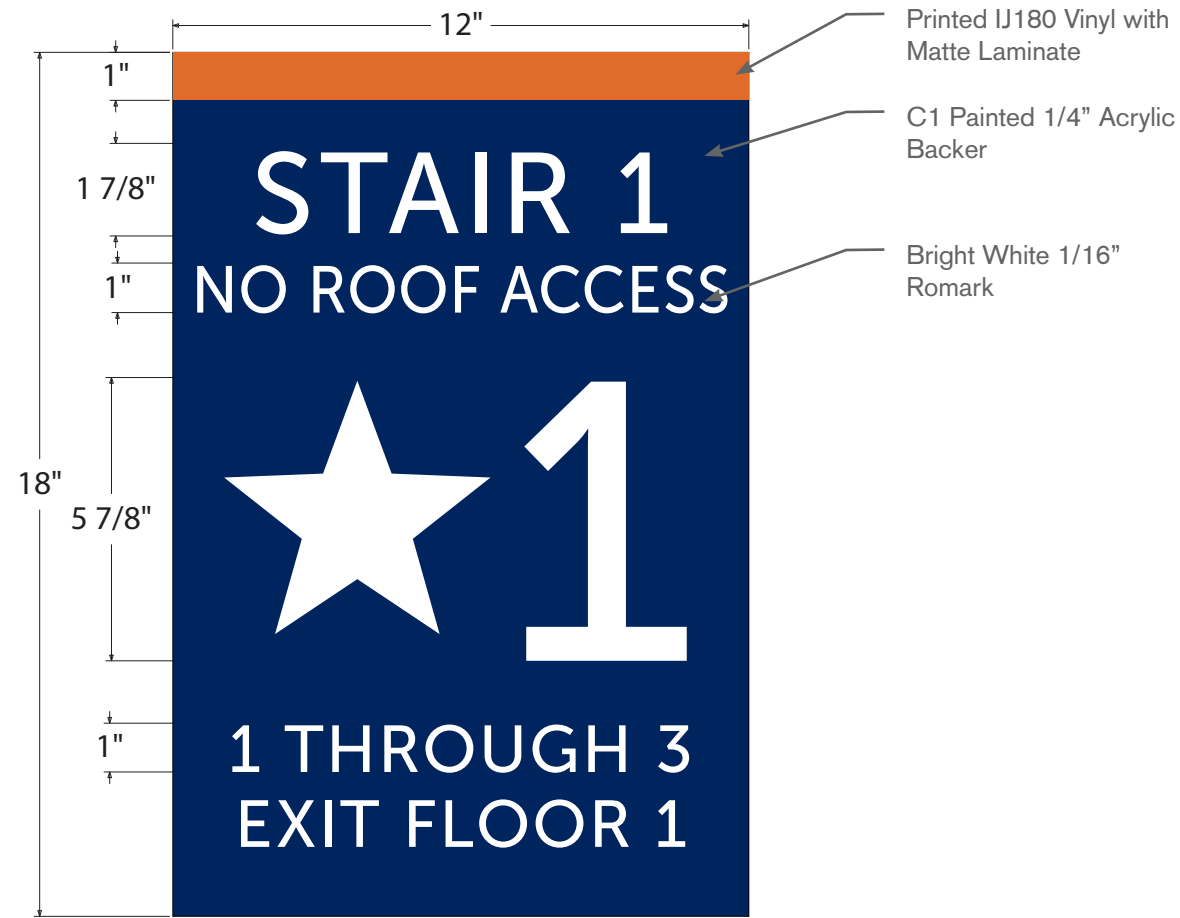 12"
Printed IJ180 Vinyl with
Matte Laminate
1"
C1 Painted 1/4” Acrylic
Backer
STAIR 1
1 7/8"
NO ROOF ACCESS
1"
Bright White 1/16”
Romark
18"
5 7/8"
1
1"
1 THROUGH 3
EXIT FLOOR 1